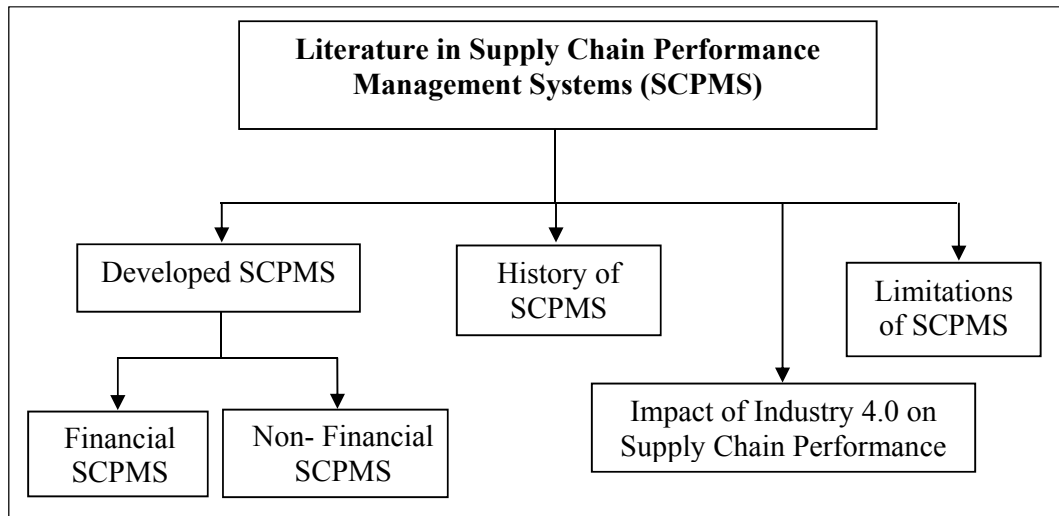 Literature in Supply Chain Performance
Management Systems (SCPMS)
Developed SCPMS
History of
SCPMS
Limitations
of SCPMS
Financial
SCPMS
Non- Financial
SCPMS
Impact of Industry 4.0 on
Supply Chain Performance